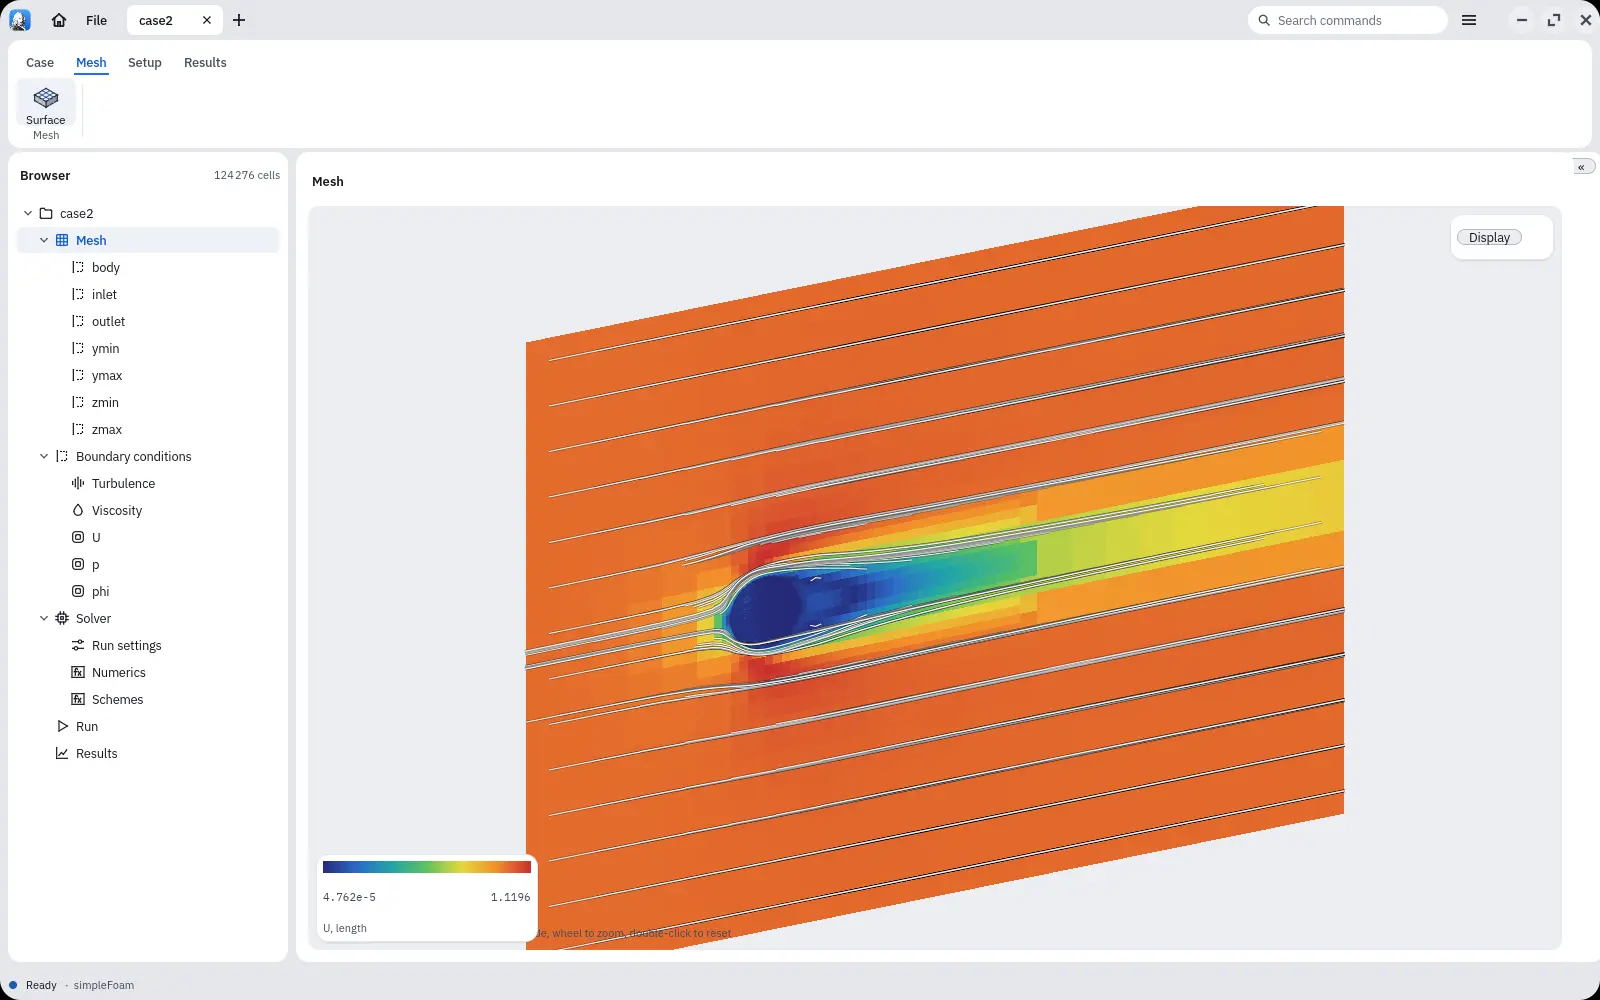 File
case2
Search commands
Case
Mesh
Setup
Results
Surface
Mesh
Browser
124276 cells
case2
Mesh
body
inlet
outlet
ymin
ymax
zmin
zmax
Boundary conditions
Turbulence
Viscosity
U
p
phi
Solver
Run settings
Numerics
Schemes
Run
Results
Mesh
«
Display
4.762e-5
1.1196
U, length
wheel to zoom, double-click to reset
Ready · simpleFoam